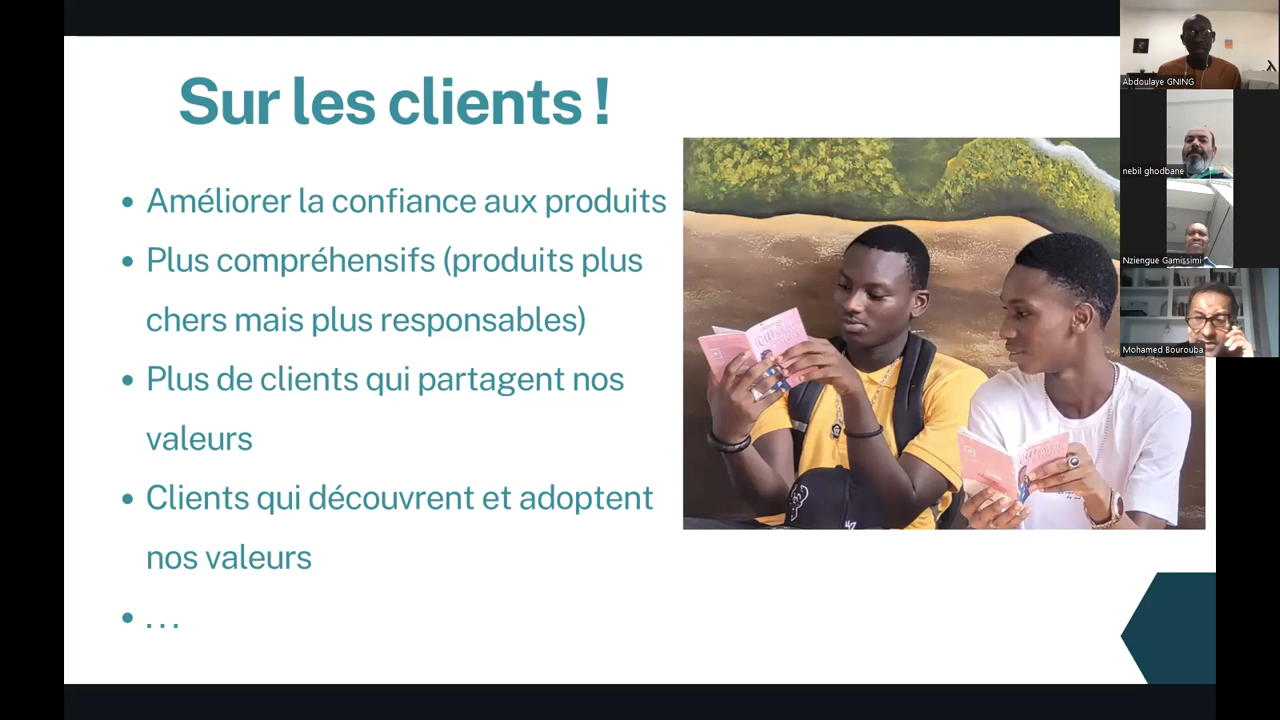 Sur les clients !
• Améliorer la confiance aux produits
• Plus compréhensifs (produits plus
chers mais plus responsables)
• Plus de clients qui partagent nos
valeurs
• Clients qui découvrent et adoptent
nos valeurs
• ...
Abdoulaye GNING
nebil ghodbane
Nziengue Gamissimi
Mohamed Bourouba